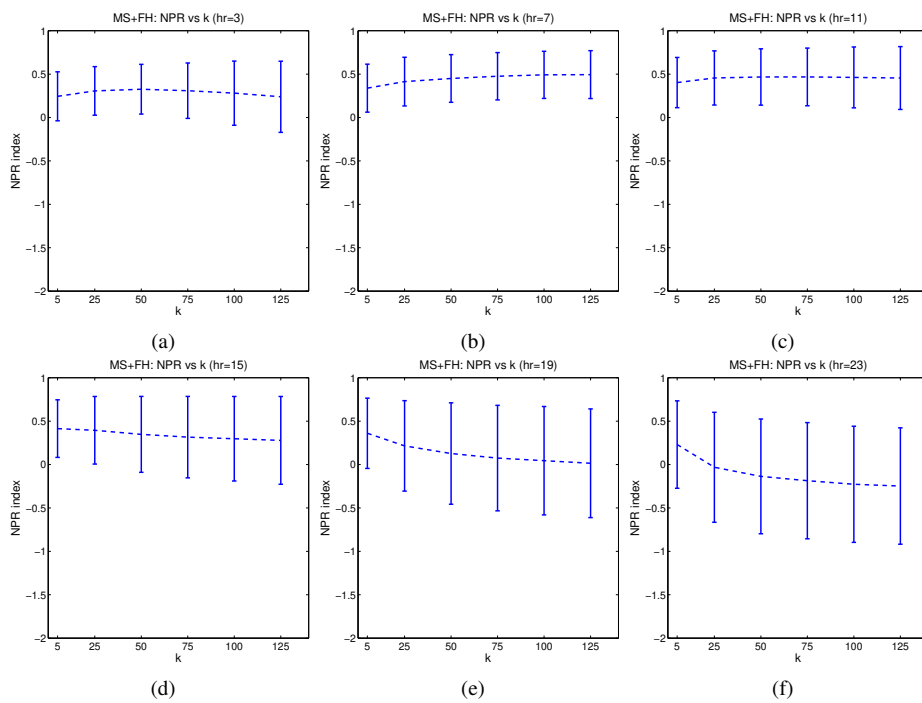 MS+FH: NPR vs k (hr=3)
1
0.5
0
−0.5
−1
−1.5
−2
NPR index
5 25 50 75 100 125
k
(a)
MS+FH: NPR vs k (hr=7)
1
0.5
0
−0.5
−1
−1.5
−2
NPR index
5 25 50 75 100 125
k
(b)
MS+FH: NPR vs k (hr=11)
1
0.5
0
−0.5
−1
−1.5
−2
NPR index
5 25 50 75 100 125
k
(c)
MS+FH: NPR vs k (hr=15)
1
0.5
0
−0.5
−1
−1.5
−2
NPR index
5 25 50 75 100 125
k
(d)
MS+FH: NPR vs k (hr=19)
1
0.5
0
−0.5
−1
−1.5
−2
NPR index
5 25 50 75 100 125
k
(e)
MS+FH: NPR vs k (hr=23)
1
0.5
0
−0.5
−1
−1.5
−2
NPR index
5 25 50 75 100 125
k
(f)